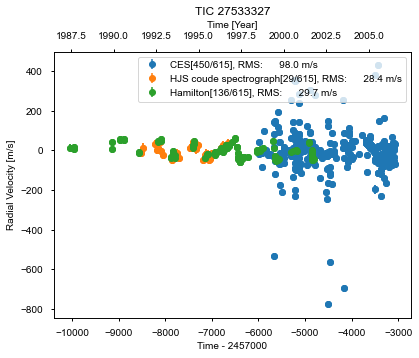 TIC 27533327
Time [Year]
1987.5 1990.0 1992.5 1995.0 1997.5 2000.0 2002.5 2005.0
CES[450/615], RMS: 98.0 m/s
HJS coude spectrograph[29/615], RMS: 28.4 m/s
Hamilton[136/615], RMS: 29.7 m/s
Radial Velocity [m/s]
400
200
0
−200
−400
−600
−800
−10000 −9000 −8000 −7000 −6000 −5000 −4000 −3000
Time - 2457000